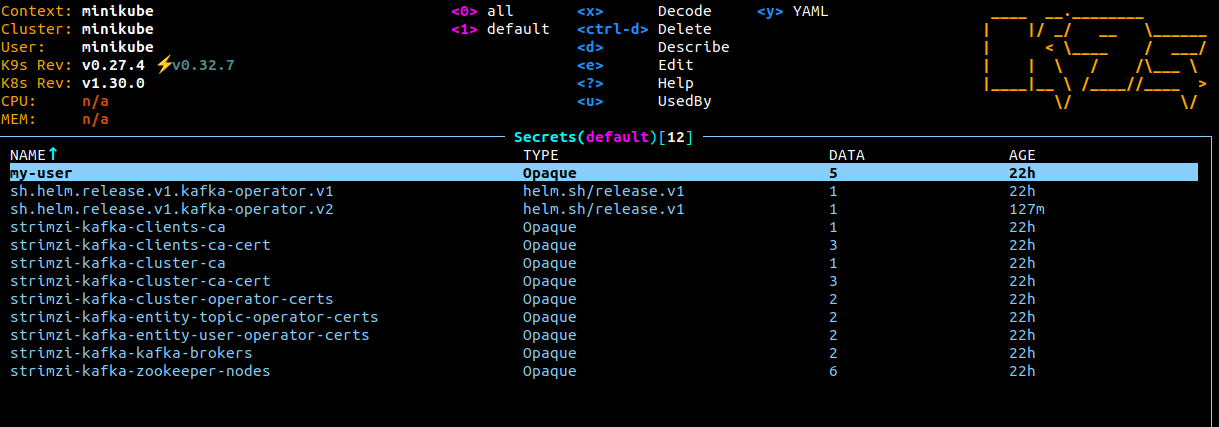 Context: minikube <0> all <x> Decode <y> YAML
Cluster: minikube <1> default <ctrl-d> Delete
User: minikube <d> Describe
K9s Rev: v0.27.4 ⚡v0.32.7 <e> Edit
K8s Rev: v1.30.0 <?> Help
CPU: n/a <u> UsedBy
MEM: n/a
Secrets(default)[12]
NAME↑ TYPE DATA AGE
my-user Opaque 5 22h
sh.helm.release.v1.kafka-operator.v1 helm.sh/release.v1 1 22h
sh.helm.release.v1.kafka-operator.v2 helm.sh/release.v1 1 127m
strimzi-kafka-clients-ca Opaque 1 22h
strimzi-kafka-clients-ca-cert Opaque 3 22h
strimzi-kafka-cluster-ca Opaque 1 22h
strimzi-kafka-cluster-ca-cert Opaque 3 22h
strimzi-kafka-cluster-operator-certs Opaque 2 22h
strimzi-kafka-entity-topic-operator-certs Opaque 2 22h
strimzi-kafka-entity-user-operator-certs Opaque 2 22h
strimzi-kafka-kafka-brokers Opaque 2 22h
strimzi-kafka-zookeeper-nodes Opaque 6 22h